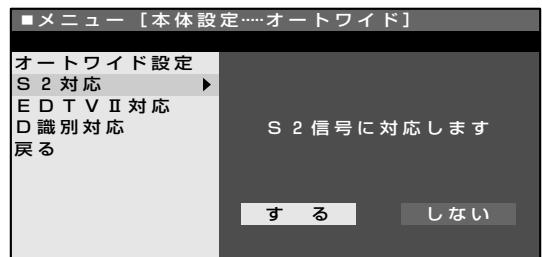 ■メニュー [本体設定……オートワイド]
オートワイド設定
S2対応 ▶
EDTVⅡ対応
D識別対応
戻る
S2信号に対応します
する しない